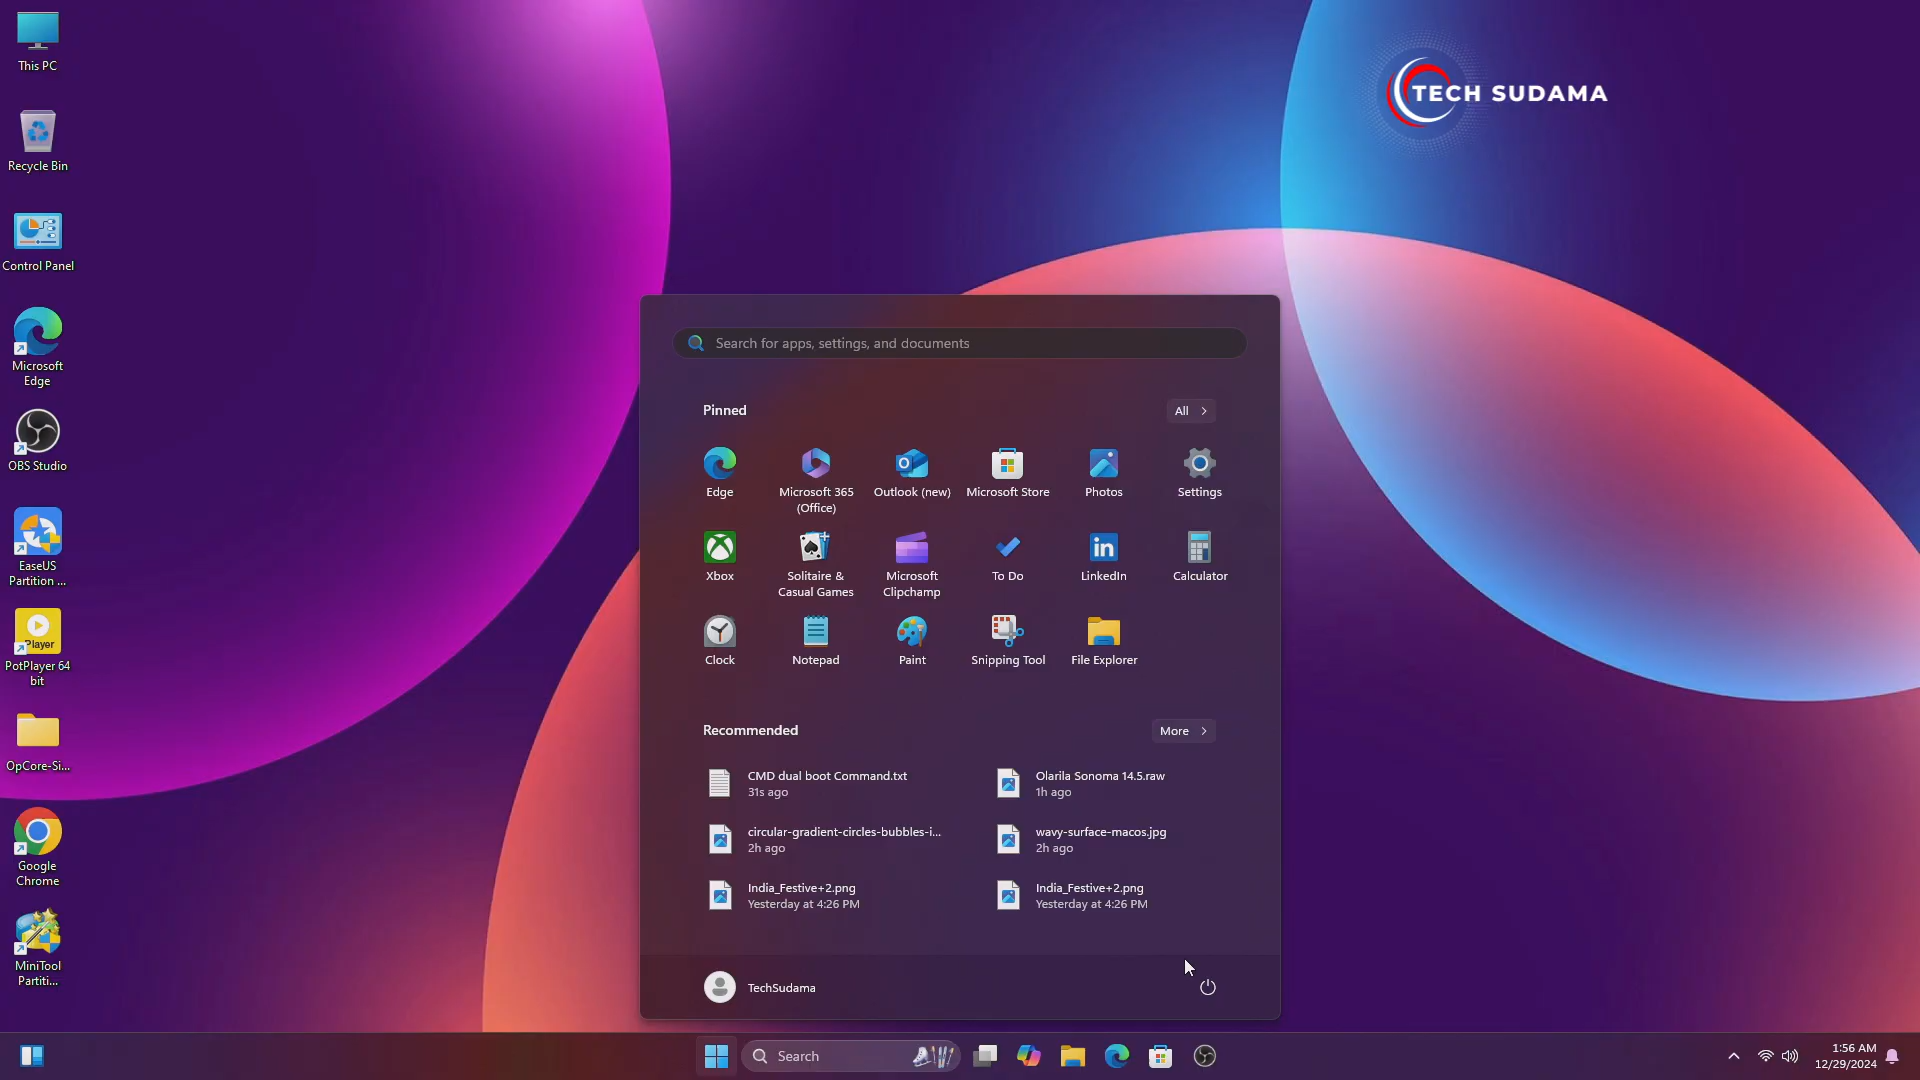 This PC
Recycle Bin
Control Panel
Microsoft
Edge
OBS Studio
EaseUS
Partition ...
Player
PotPlayer 64
bit
OpCore-Si...
Google
Chrome
MiniTool
Partiti...
TECH SUDAMA
Search for apps, settings, and documents
Pinned
All
Edge
Microsoft 365
(Office)
Outlook (new)
Microsoft Store
Photos
Settings
Xbox
Solitaire &
Casual Games
Microsoft
Clipchamp
To Do
LinkedIn
Calculator
Clock
Notepad
Paint
Snipping Tool
File Explorer
Recommended
More
CMD dual boot Command.txt
31s ago
Olarila Sonoma 14.5.raw
1h ago
circular-gradient-circles-bubbles-i...
2h ago
wavy-surface-macos.jpg
2h ago
India_Festive+2.png
Yesterday at 4:26 PM
India_Festive+2.png
Yesterday at 4:26 PM
TechSudama
Search
1:56 AM
12/29/2024